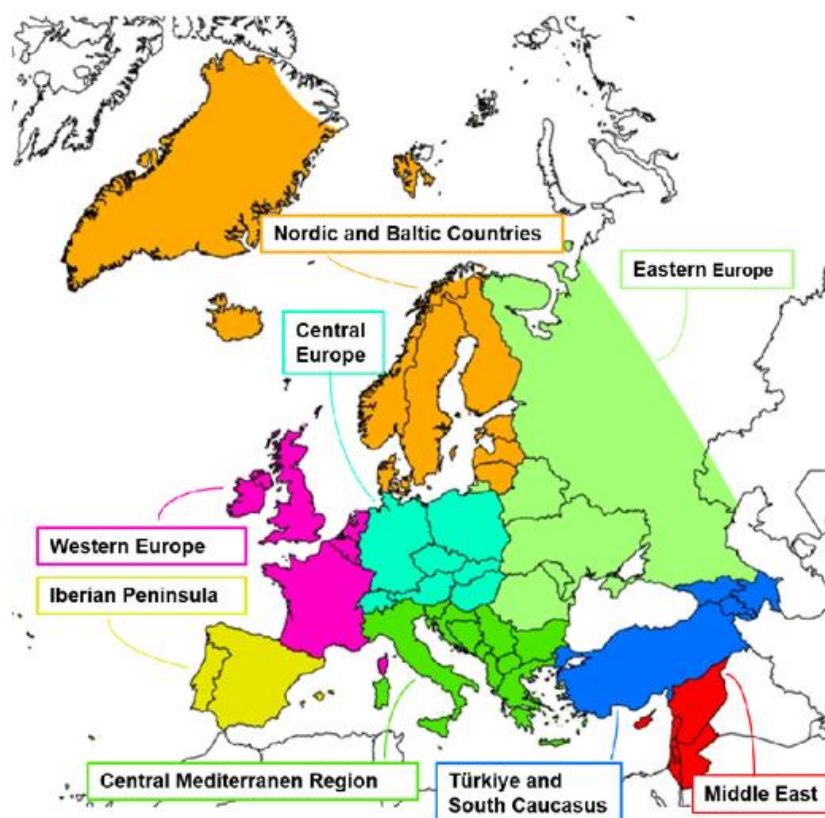 Nordic and Baltic Countries
Eastern Europe
Central
Europe
Western Europe
Iberian Peninsula
Central Mediterranen Region
Türkiye and
South Caucasus
Middle East